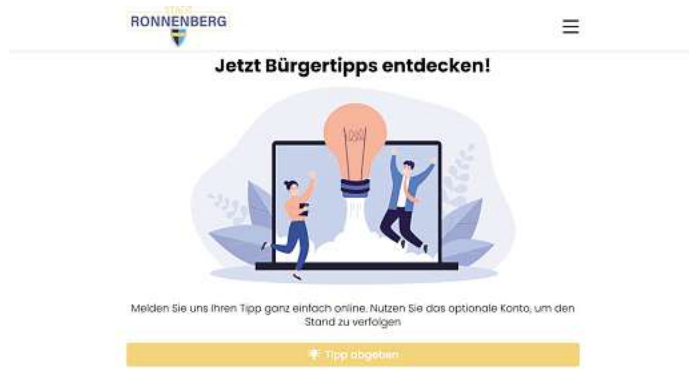 STADT
RONNENBERG
Jetzt Bürgertipps entdecken!
Melden Sie uns Ihren Tipp ganz einfach online. Nutzen Sie das optionale Konto, um den
Stand zu verfolgen
Tipp abgeben